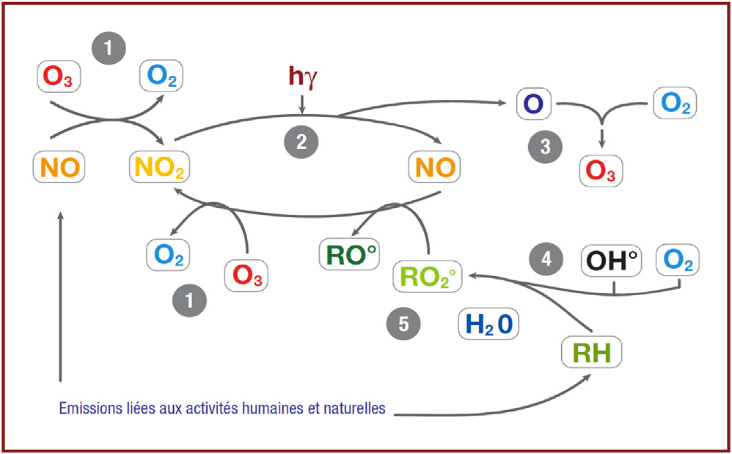 1
O3
O2
hγ
O
O2
2
3
NO
NO2
NO
O3
O2
O3
RO°
RO2°
4
OH°
O2
1
5
H2 0
RH
Emissions liées aux activités humaines et naturelles